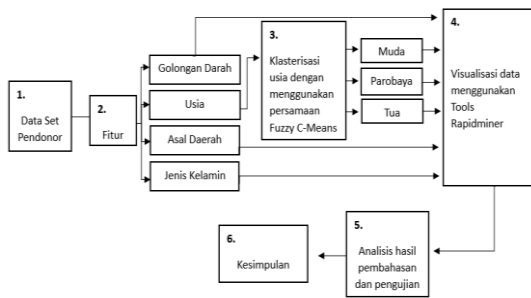 1.
Data Set
Pendonor
2.
Fitur
Golongan Darah
Usia
Asal Daerah
Jenis Kelamin
3.
Klasterisasi
usia dengan
menggunakan
persamaan
Fuzzy C-Means
Muda
Parobaya
Tua
4.
Visualisasi data
menggunakan
Tools
Rapidminer
5.
Analisis hasil
pembahasan
dan pengujian
6.
Kesimpulan